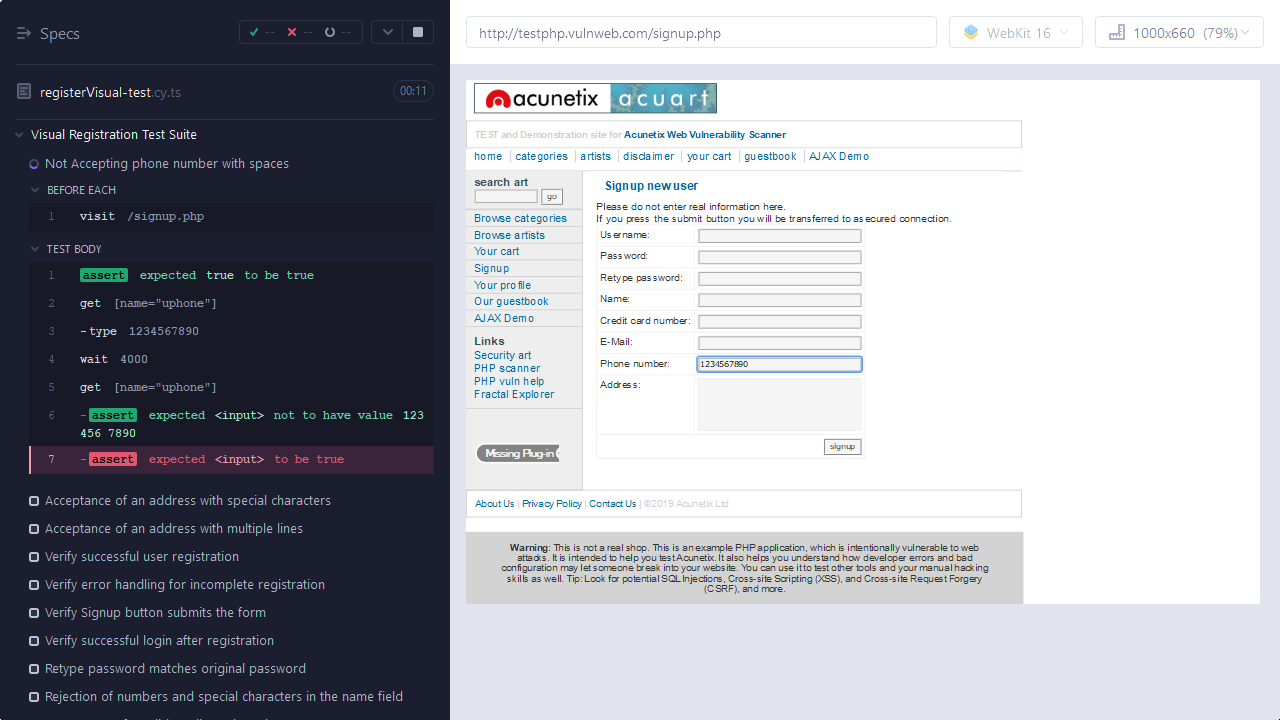 Specs
-- -- --
registerVisual-test.cy.ts 00:11
Visual Registration Test Suite
Not Accepting phone number with spaces
BEFORE EACH
1 visit /signup.php
TEST BODY
1 assert expected true to be true
2 get [name="uphone"]
3 -type 1234567890
4 wait 4000
5 get [name="uphone"]
6 -assert expected <input> not to have value 123
456 7890
7 -assert expected <input> to be true
Acceptance of an address with special characters
Acceptance of an address with multiple lines
Verify successful user registration
Verify error handling for incomplete registration
Verify Signup button submits the form
Verify successful login after registration
Retype password matches original password
Rejection of numbers and special characters in the name field
http://testphp.vulnweb.com/signup.php
WebKit 16
1000x660 (79%)
acunetix acuart
TEST and Demonstration site for Acunetix Web Vulnerability Scanner
home | categories | artists | disclaimer | your cart | guestbook | AJAX Demo
search art
go
Browse categories
Browse artists
Your cart
Signup
Your profile
Our guestbook
AJAX Demo
Links
Security art
PHP scanner
PHP vuln help
Fractal Explorer
Missing Plug-in
Signup new user
Please do not enter real information here.
If you press the submit button you will be transferred to asecured connection.
Username:
Password:
Retype password:
Name:
Credit card number:
E-Mail:
Phone number: 1234567890
Address:
signup
About Us | Privacy Policy | Contact Us | ©2019 Acunetix Ltd
Warning: This is not a real shop. This is an example PHP application, which is intentionally vulnerable to web
attacks. It is intended to help you test Acunetix. It also helps you understand how developer errors and bad
configuration may let someone break into your website. You can use it to test other tools and your manual hacking
skills as well. Tip: Look for potential SQL Injections, Cross-site Scripting (XSS), and Cross-site Request Forgery
(CSRF), and more.